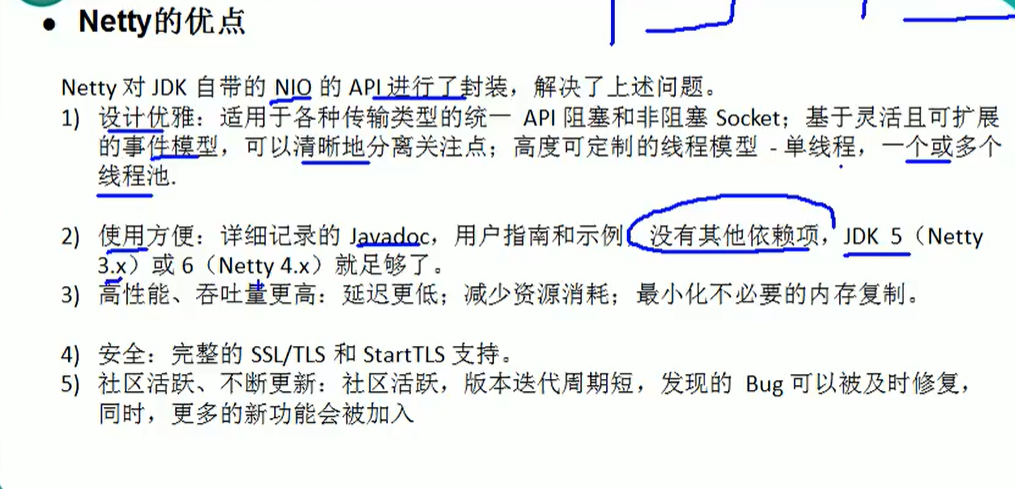 • Netty的优点
Netty 对 JDK 自带的 NIO 的 API 进行了封装，解决了上述问题。
1) 设计优雅：适用于各种传输类型的统一 API 阻塞和非阻塞 Socket；基于灵活且可扩展
的事件模型，可以清晰地分离关注点；高度可定制的线程模型 - 单线程，一个或多个
线程池.
2) 使用方便：详细记录的 Javadoc，用户指南和示例；没有其他依赖项，JDK 5（Netty
3.x）或 6（Netty 4.x）就足够了。
3) 高性能、吞吐量更高：延迟更低；减少资源消耗；最小化不必要的内存复制。
4) 安全：完整的 SSL/TLS 和 StartTLS 支持。
5) 社区活跃、不断更新：社区活跃，版本迭代周期短，发现的 Bug 可以被及时修复，
同时，更多的新功能会被加入